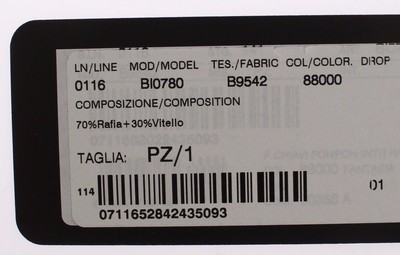 LN/LINE MOD/MODEL TES./FABRIC COL/COLOR. DROP
0116 BI0780 B9542 88000
COMPOSIZIONE/COMPOSITION
70%Rafia+30%Vitello
0711652028435093
TAGLIA: PZ/1
114 01
0711652842435093